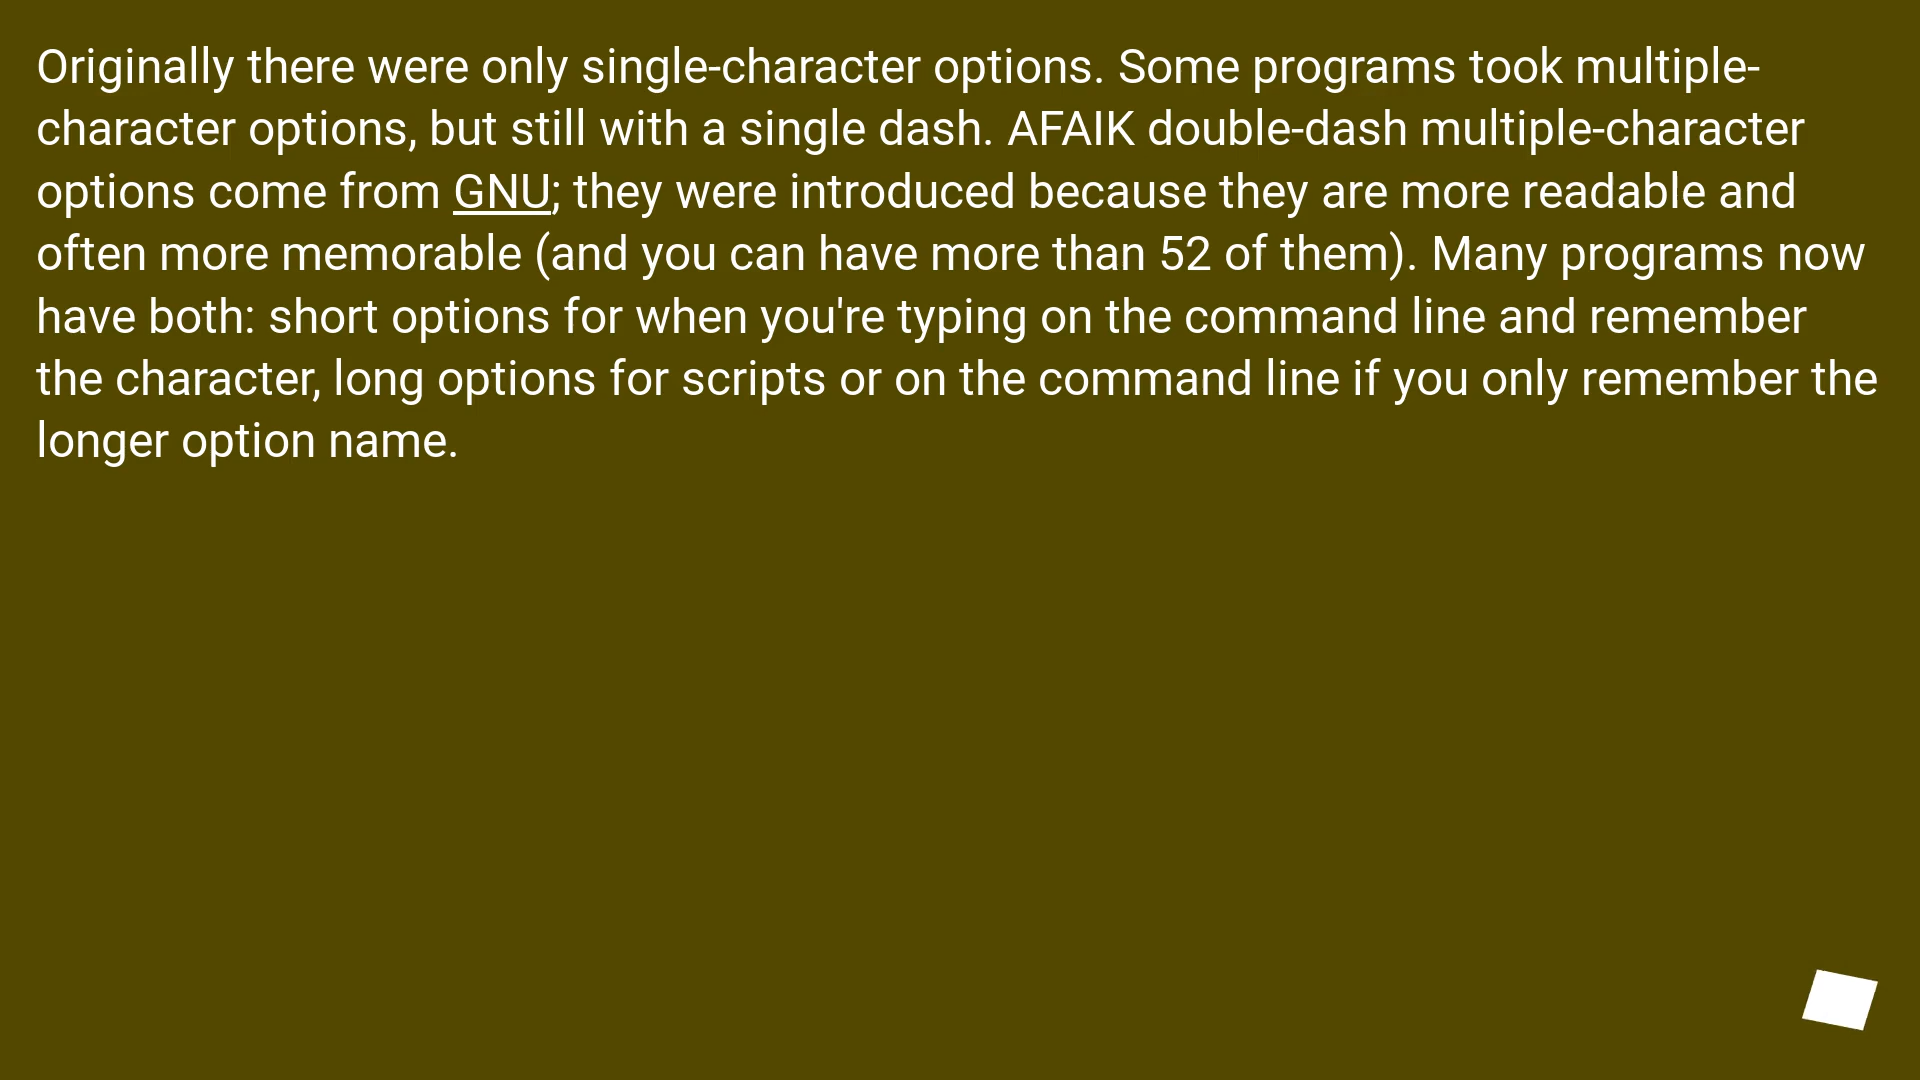 Originally there were only single-character options. Some programs took multiple-
character options, but still with a single dash. AFAIK double-dash multiple-character
options come from GNU; they were introduced because they are more readable and
often more memorable (and you can have more than 52 of them). Many programs now
have both: short options for when you're typing on the command line and remember
the character, long options for scripts or on the command line if you only remember the
longer option name.